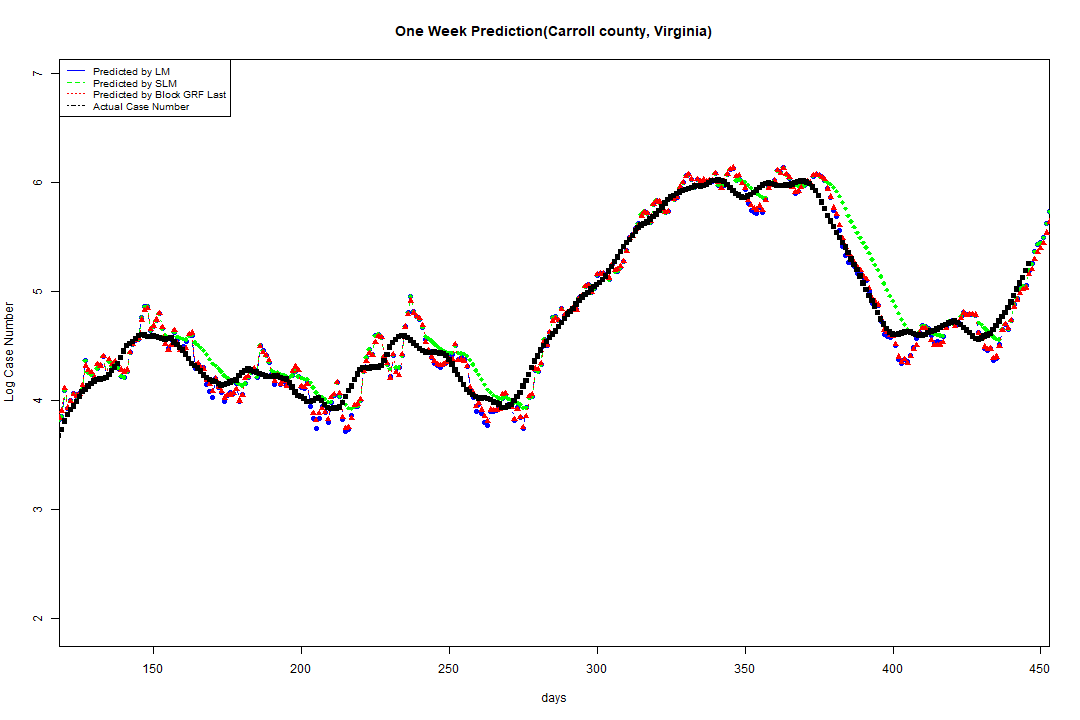 One Week Prediction(Carroll county, Virginia)
Predicted by LM
Predicted by SLM
Predicted by Block GRF Last
Actual Case Number
7
6
5
4
3
2
Log Case Number
150 200 250 300 350 400 450
days